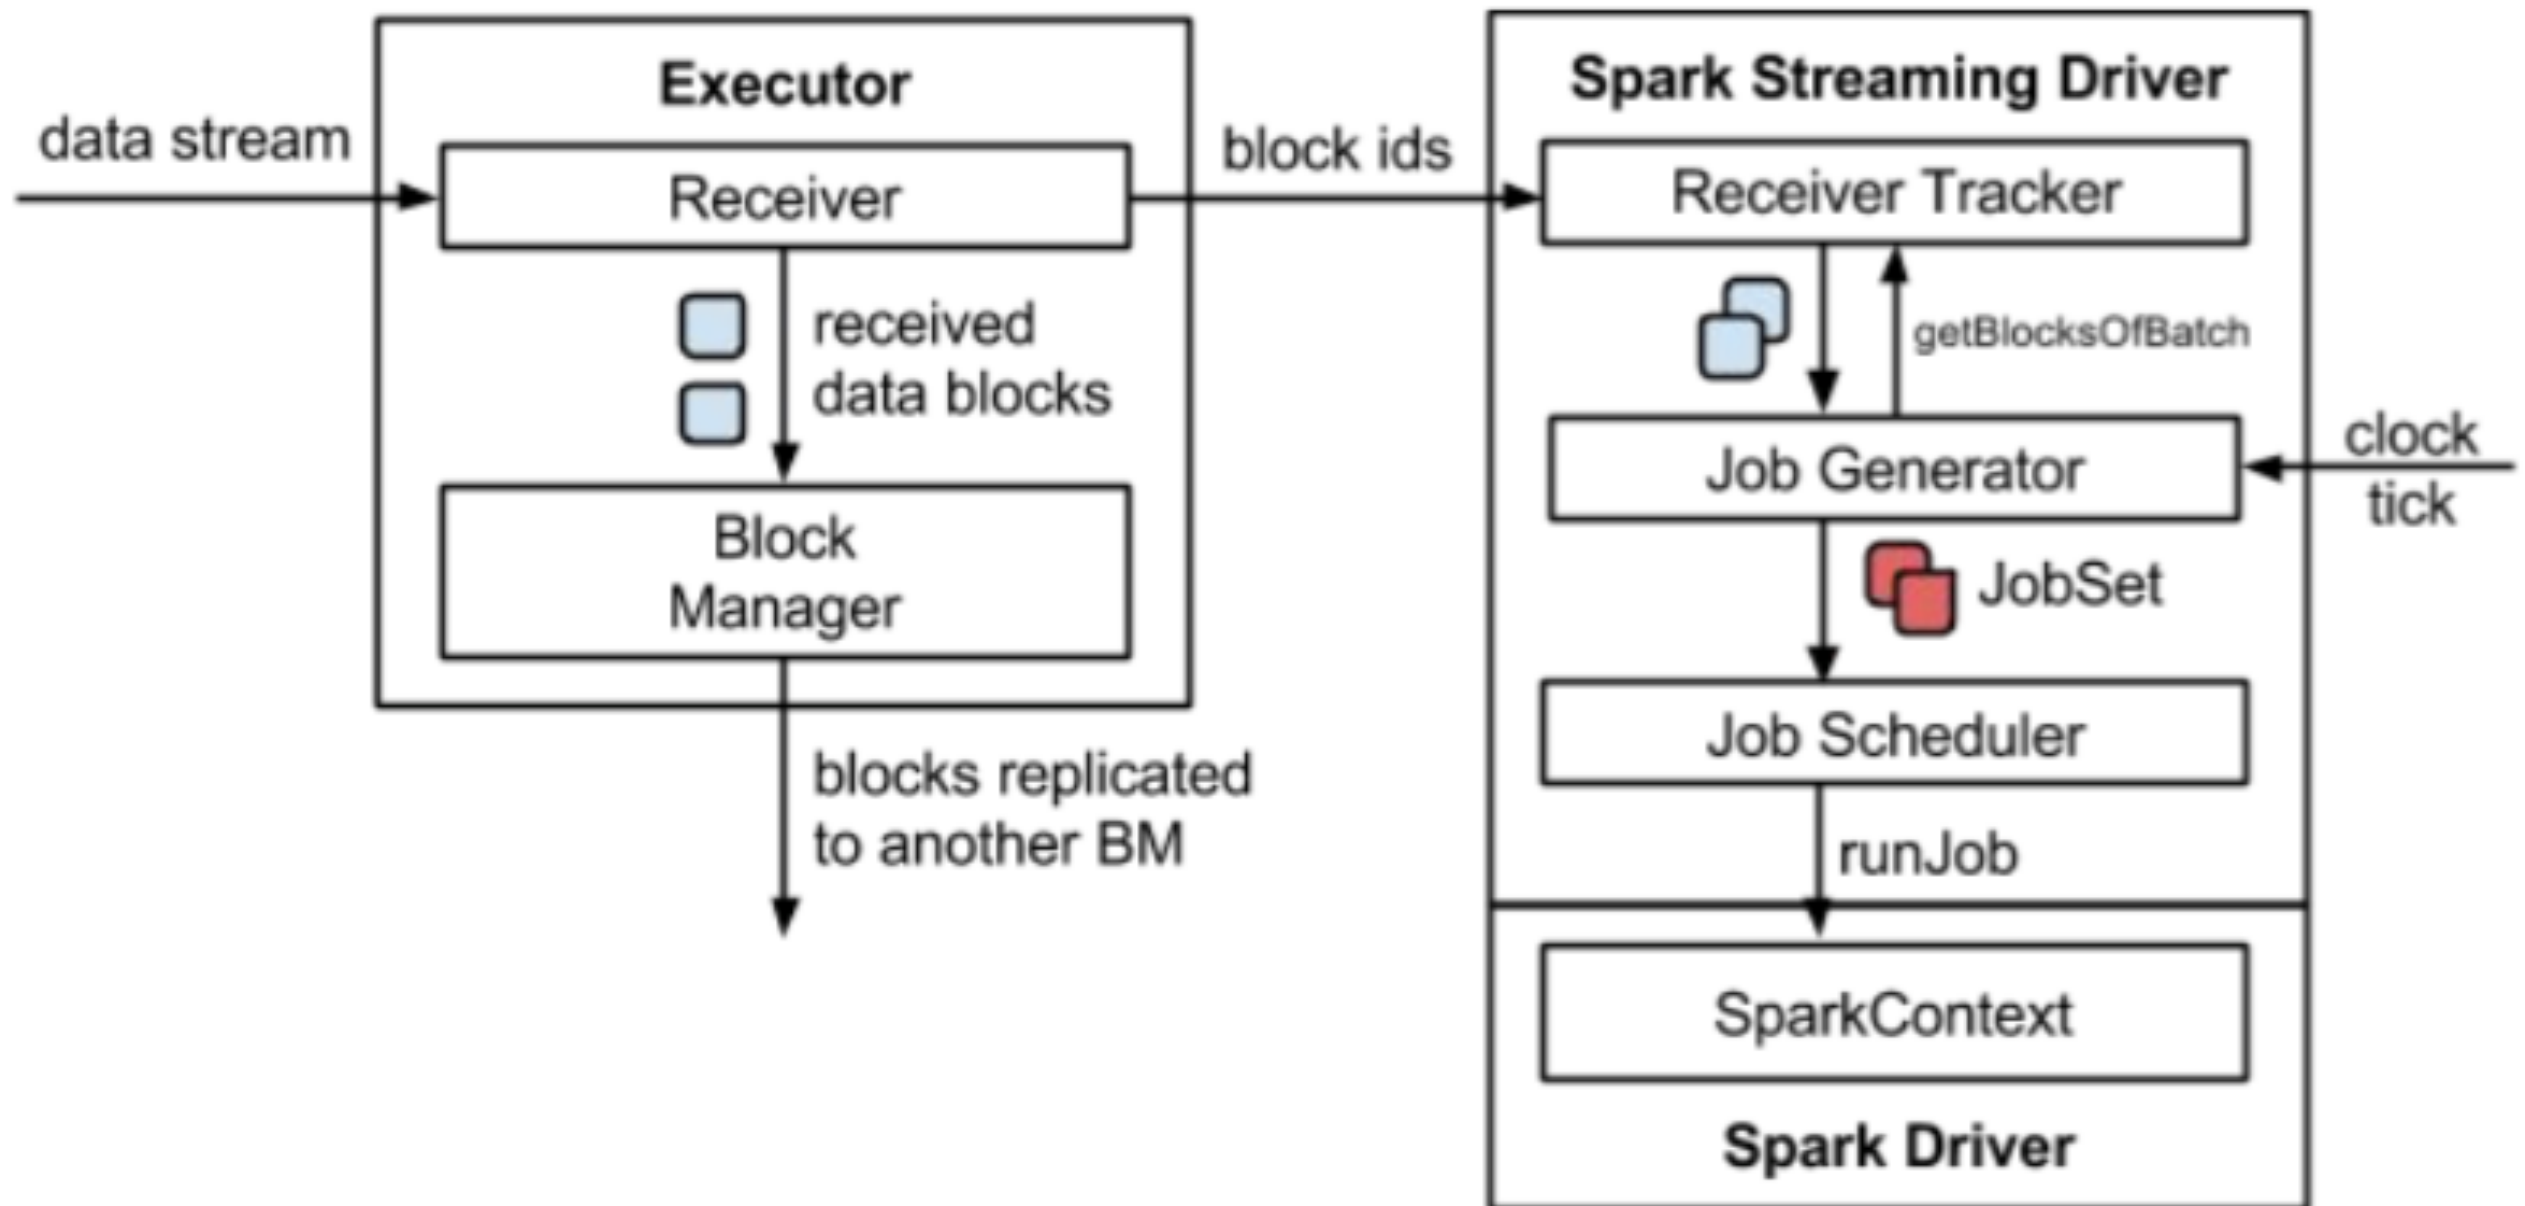 Executor
data stream
Receiver
received
data blocks
Block
Manager
blocks replicated
to another BM
block ids
Spark Streaming Driver
Receiver Tracker
getBlocksOfBatch
Job Generator
clock
tick
JobSet
Job Scheduler
runJob
SparkContext
Spark Driver